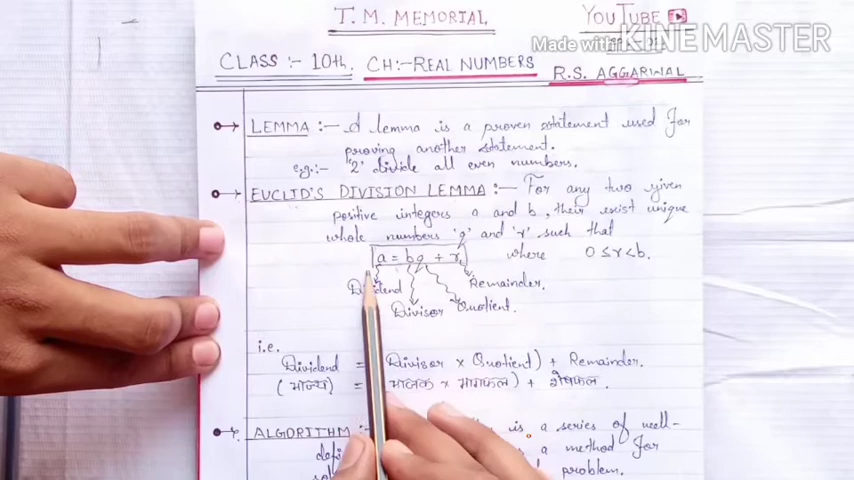 T. M. MEMORIAL
YOUTUBE
Made with KINEMASTER
CLASS :- 10th. CH:- REAL NUMBERS
R.S. AGGARWAL
LEMMA :- A lemma is a proven statement used for
proving another statement.
e.g:- '2' divide all even numbers.
EUCLID'S DIVISION LEMMA :- For any two given
positive integers a and b, their exist unique
whole numbers 'q' and 'r', such that
a = bq + r, where 0 ≤ r < b.
Remainder.
Divisor Quotient.
i.e.
Dividend = Divisor × Quotient) + Remainder.
(भाज्य) = भाजक × भागफल) + शेषफल.
ALGORITHM :- is a series of well-
is a method for
problem.